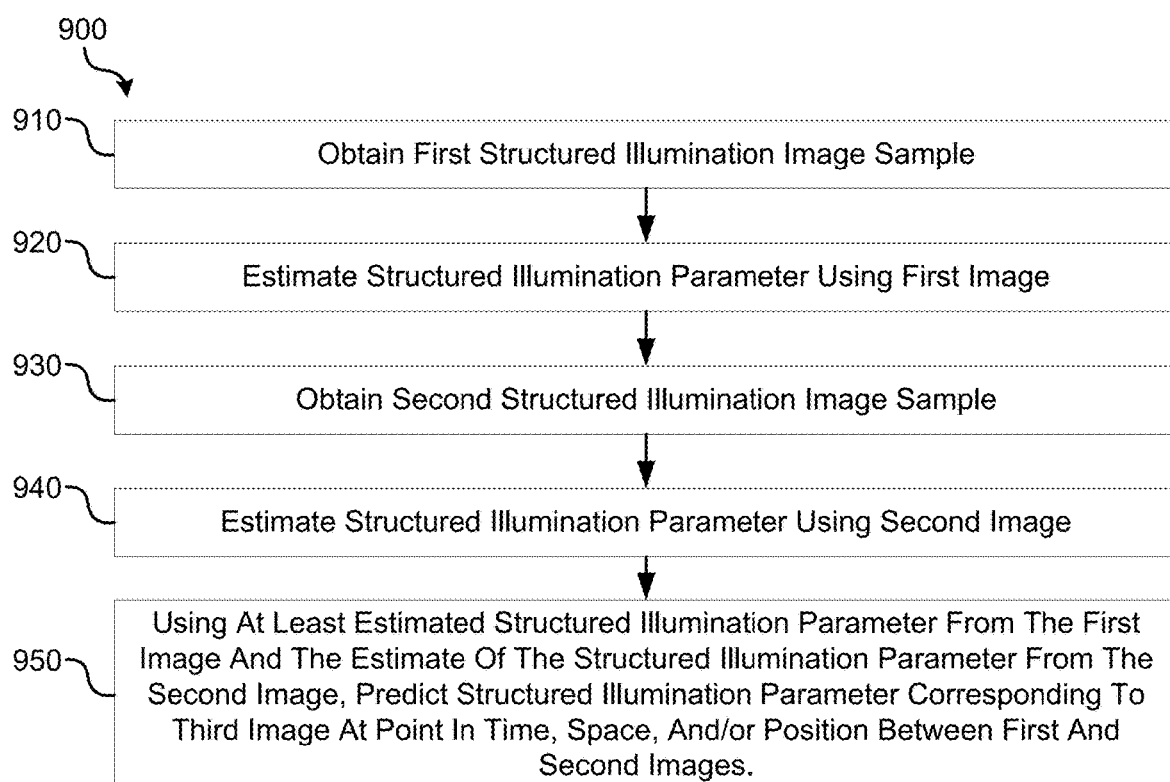 900
910
Obtain First Structured Illumination Image Sample
920
Estimate Structured Illumination Parameter Using First Image
930
Obtain Second Structured Illumination Image Sample
940
Estimate Structured Illumination Parameter Using Second Image
950
Using At Least Estimated Structured Illumination Parameter From The First
Image And The Estimate Of The Structured Illumination Parameter From The
Second Image, Predict Structured Illumination Parameter Corresponding To
Third Image At Point In Time, Space, And/or Position Between First And
Second Images.